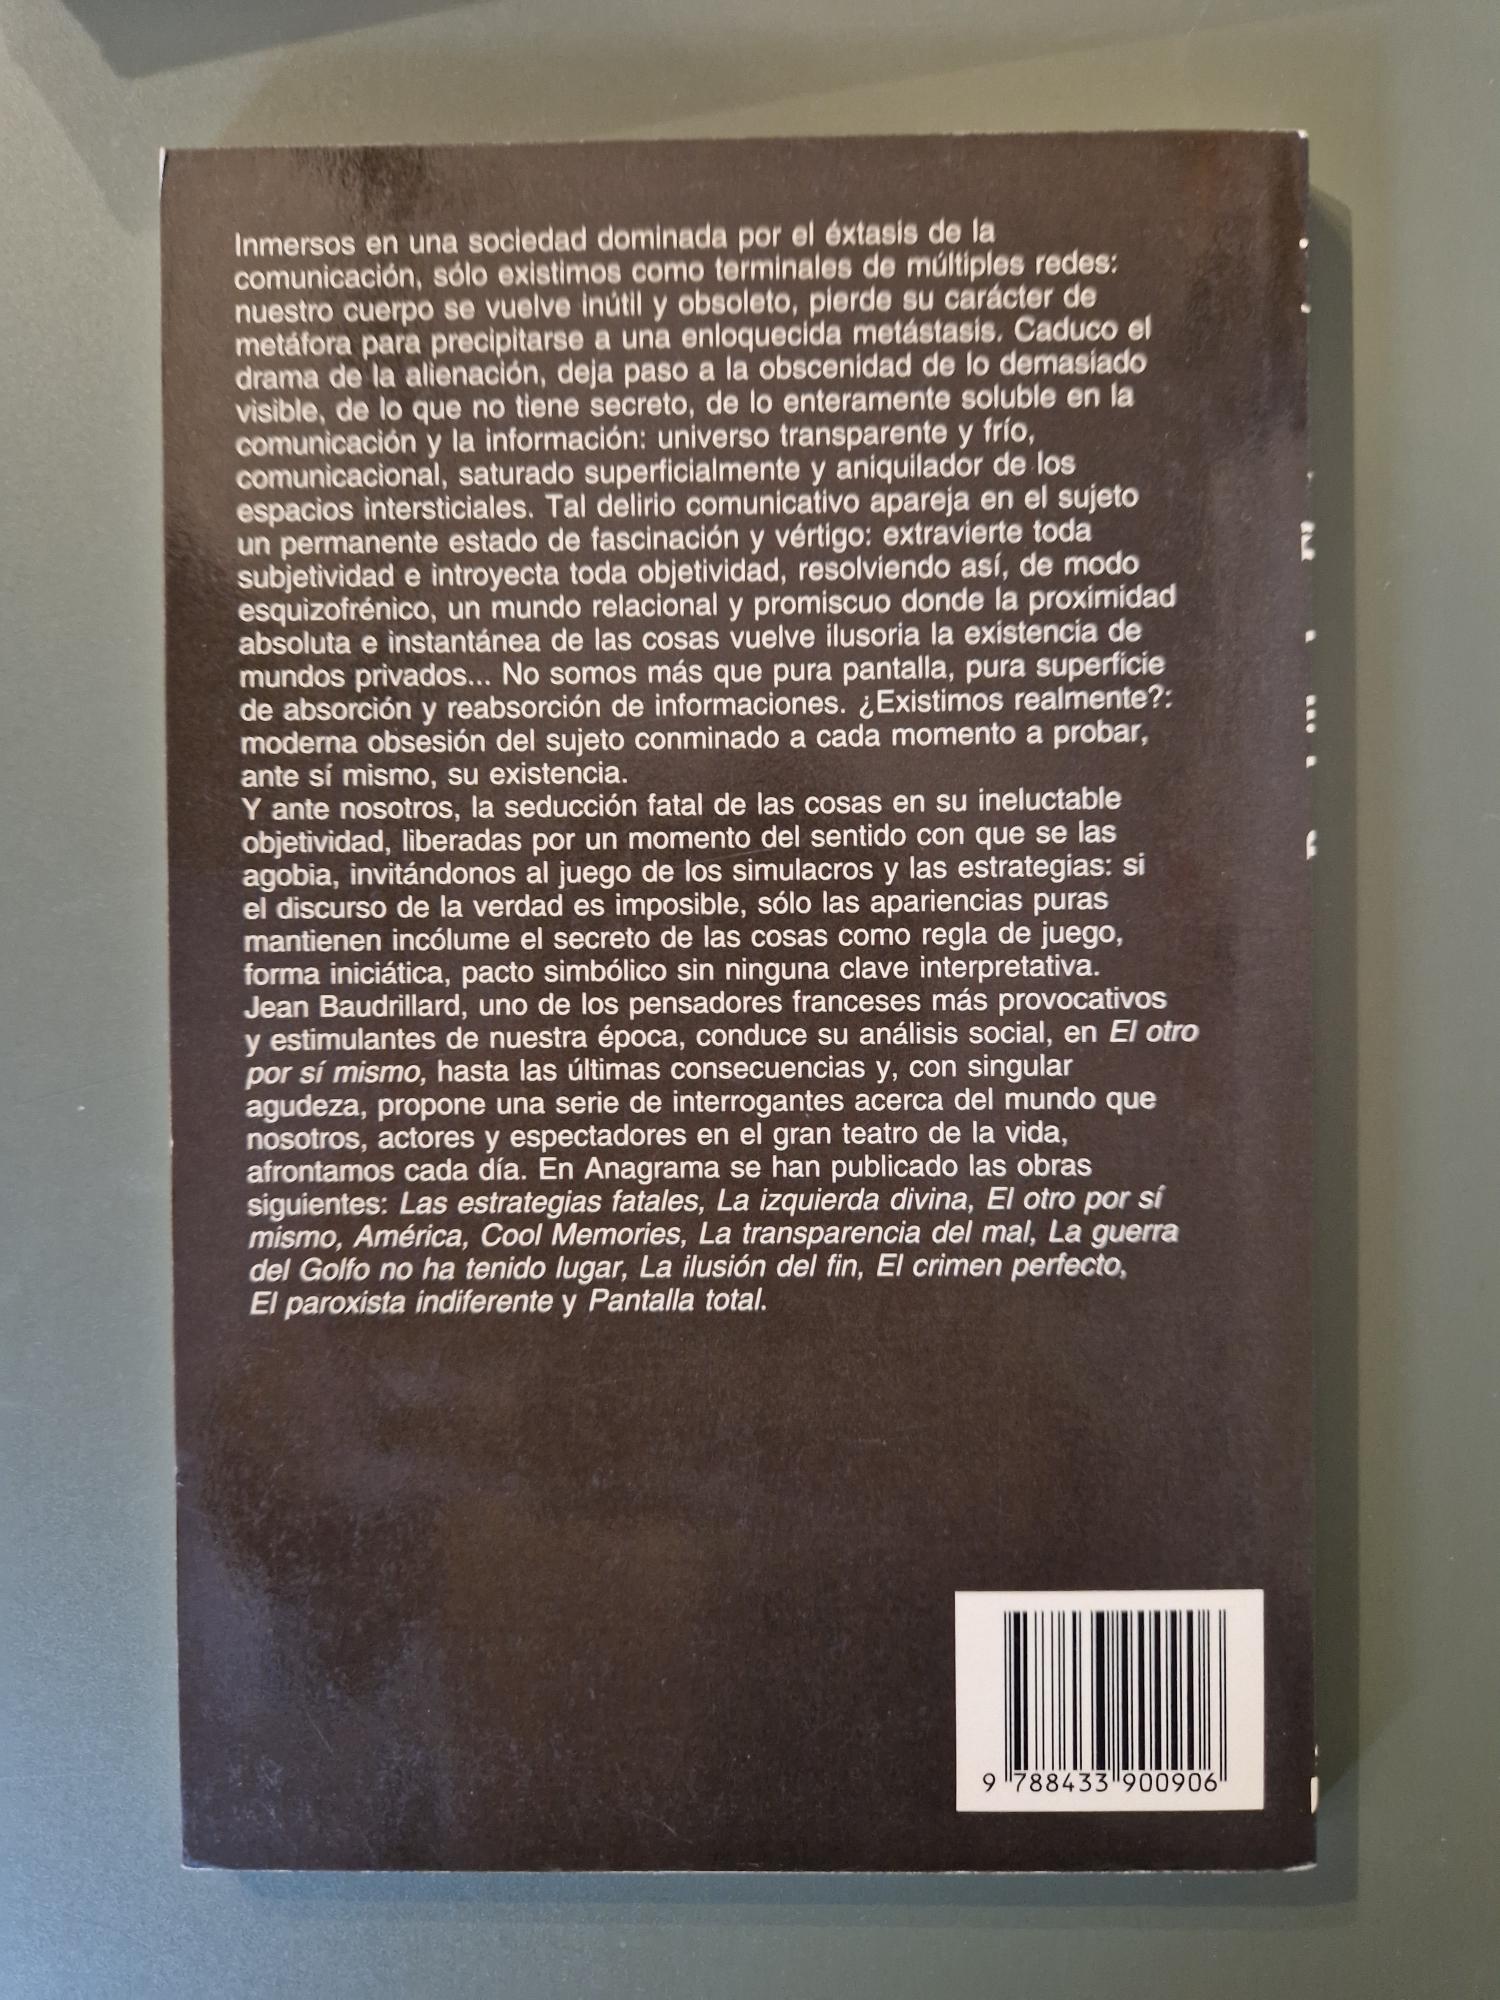 Inmersos en una sociedad dominada por el éxtasis de la
comunicación, sólo existimos como terminales de múltiples redes:
nuestro cuerpo se vuelve inútil y obsoleto, pierde su carácter de
metáfora para precipitarse a una enloquecida metástasis. Caduco el
drama de la alienación, deja paso a la obscenidad de lo demasiado
visible, de lo que no tiene secreto, de lo enteramente soluble en la
comunicación y la información: universo transparente y frío,
comunicacional, saturado superficialmente y aniquilador de los
espacios intersticiales. Tal delirio comunicativo apareja en el sujeto
un permanente estado de fascinación y vértigo: extravierte toda
subjetividad e introyecta toda objetividad, resolviendo así, de modo
esquizofrénico, un mundo relacional y promiscuo donde la proximidad
absoluta e instantánea de las cosas vuelve ilusoria la existencia de
mundos privados... No somos más que pura pantalla, pura superficie
de absorción y reabsorción de informaciones. ¿Existimos realmente?:
moderna obsesión del sujeto conminado a cada momento a probar,
ante sí mismo, su existencia.
Y ante nosotros, la seducción fatal de las cosas en su ineluctable
objetividad, liberadas por un momento del sentido con que se las
agobia, invitándonos al juego de los simulacros y las estrategias: si
el discurso de la verdad es imposible, sólo las apariencias puras
mantienen incólume el secreto de las cosas como regla de juego,
forma iniciática, pacto simbólico sin ninguna clave interpretativa.
Jean Baudrillard, uno de los pensadores franceses más provocativos
y estimulantes de nuestra época, conduce su análisis social, en El otro
por sí mismo, hasta las últimas consecuencias y, con singular
agudeza, propone una serie de interrogantes acerca del mundo que
nosotros, actores y espectadores en el gran teatro de la vida,
afrontamos cada día. En Anagrama se han publicado las obras
siguientes: Las estrategias fatales, La izquierda divina, El otro por sí
mismo, América, Cool Memories, La transparencia del mal, La guerra
del Golfo no ha tenido lugar, La ilusión del fin, El crimen perfecto,
El paroxista indiferente y Pantalla total.
9 788433 900906